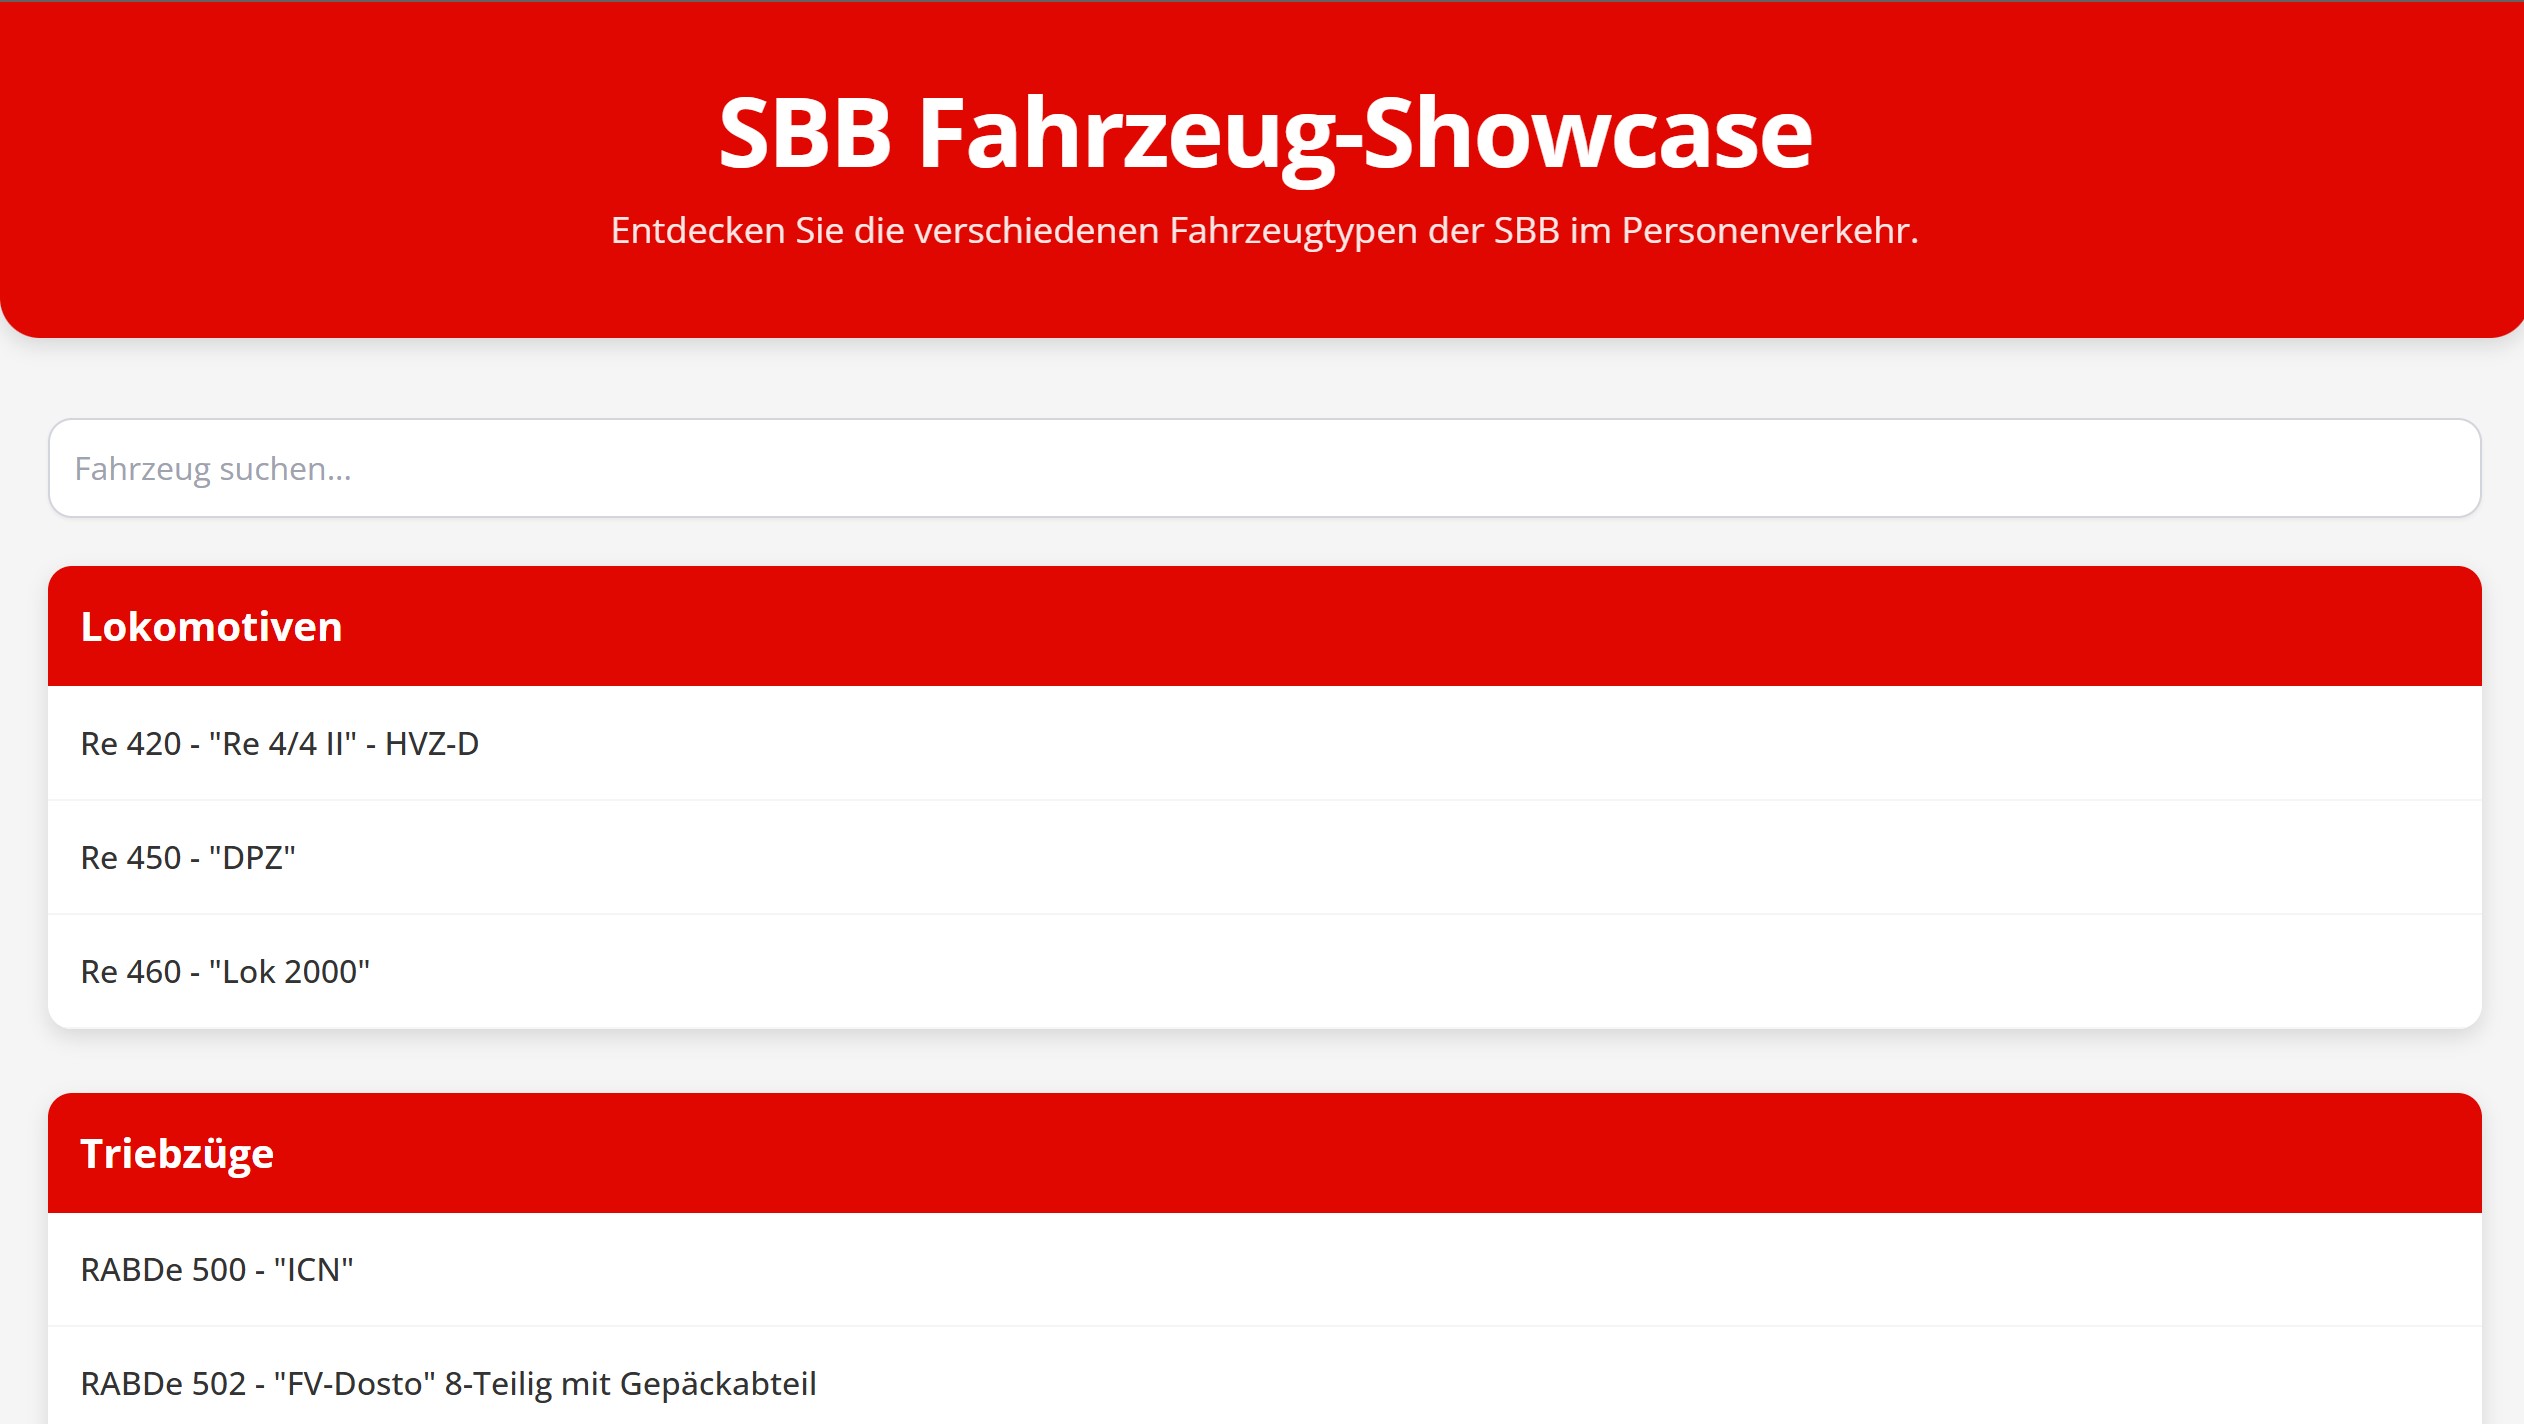 SBB Fahrzeug-Showcase
Entdecken Sie die verschiedenen Fahrzeugtypen der SBB im Personenverkehr.
Fahrzeug suchen...
Lokomotiven
Re 420 - "Re 4/4 II" - HVZ-D
Re 450 - "DPZ"
Re 460 - "Lok 2000"
Triebzüge
RABDe 500 - "ICN"
RABDe 502 - "FV-Dosto" 8-Teilig mit Gepäckabteil